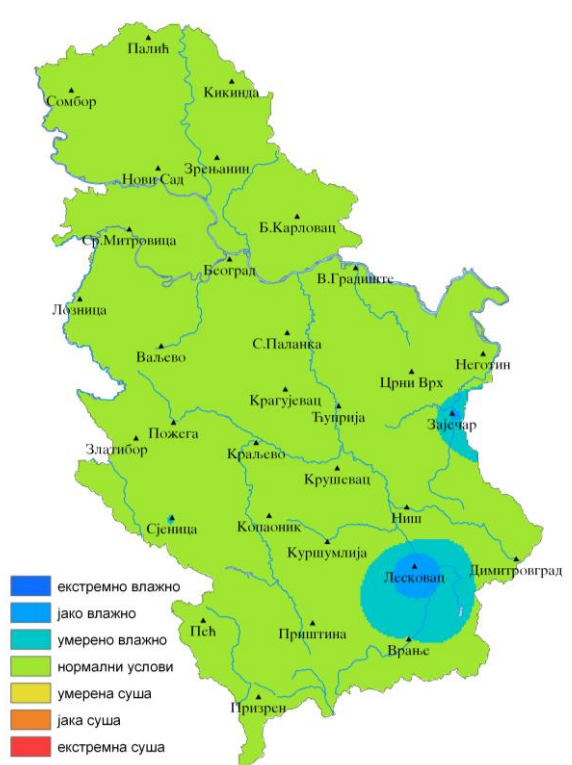 Палић
Сомбор
Кикинда
Зрењанин
Нови Сад
Б.Карловац
Ср.Митровица
Београд
В.Градиште
Лозница
С.Паланка
Ваљево
Неготин
Црни Врх
Крагујевац
Ћуприја
Зајечар
Пожега
Златибор
Краљево
Крушевац
Ниш
Сјеница
Копаоник
Куршумлија
Димитровград
Лесковац
Пећ
Приштина
Врање
Призрен
екстремно влажно
јако влажно
умерено влажно
нормални услови
умерена суша
јака суша
екстремна суша